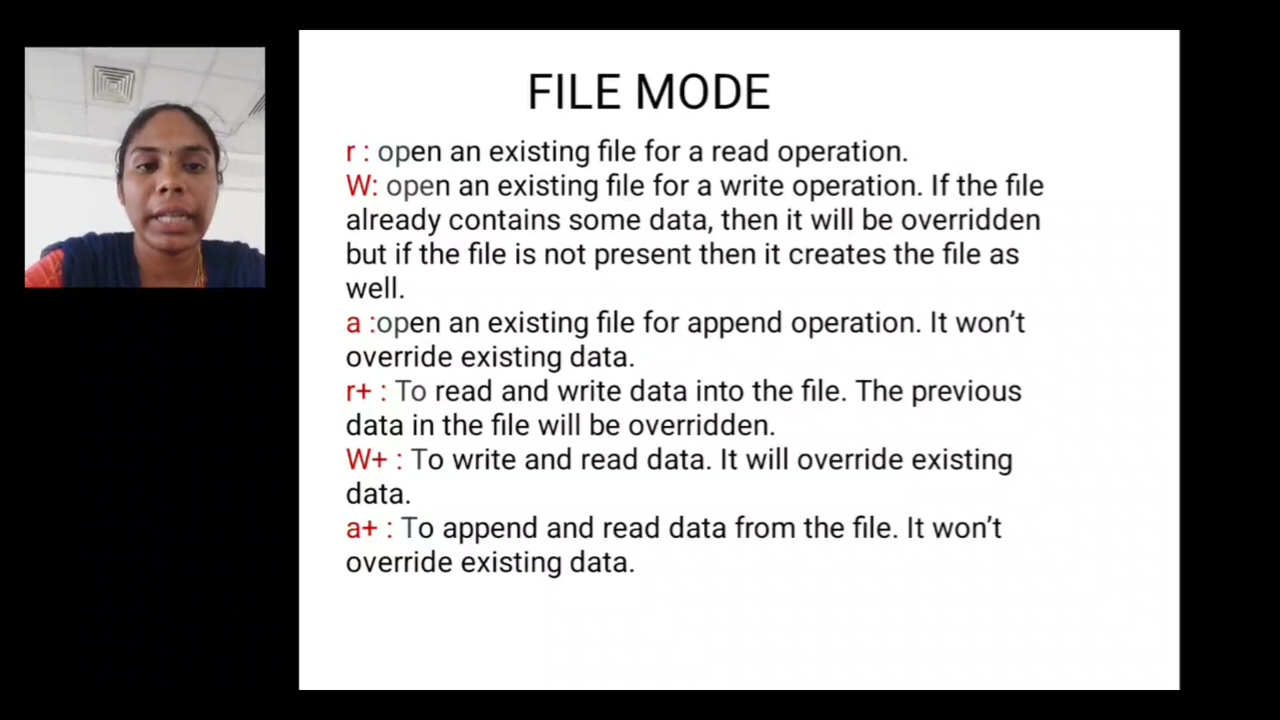 FILE MODE
r : open an existing file for a read operation.
W: open an existing file for a write operation. If the file
already contains some data, then it will be overridden
but if the file is not present then it creates the file as
well.
a :open an existing file for append operation. It won’t
override existing data.
r+ : To read and write data into the file. The previous
data in the file will be overridden.
W+ : To write and read data. It will override existing
data.
a+ : To append and read data from the file. It won’t
override existing data.